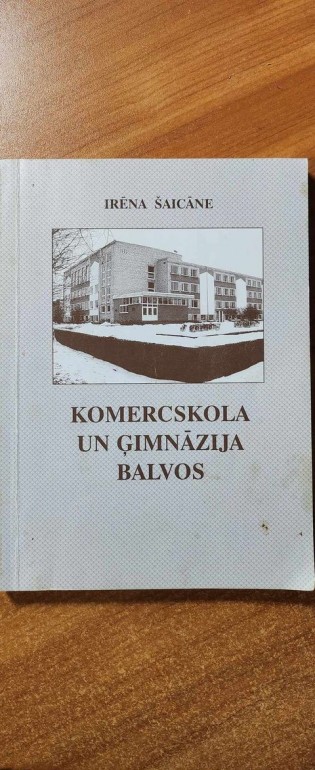 IRĒNA ŠAICĀNE
KOMERCSKOLA
UN ĢIMNĀZIJA
BALVOS